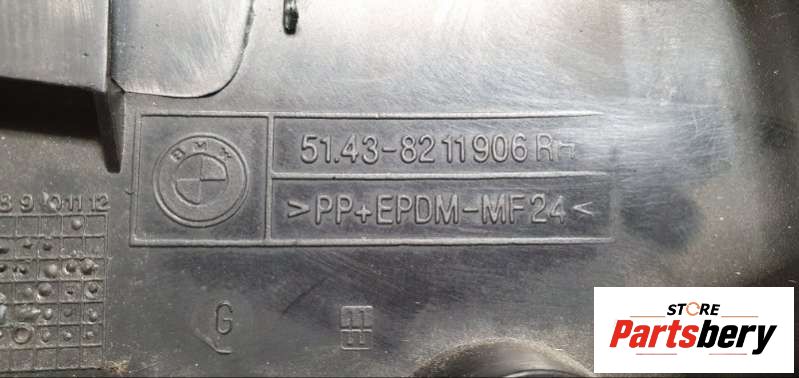 BMW
51.43-8211906 RH
>PP+EPDM-MF24<
8 9 10 11 12
G
STORE
Partsbery